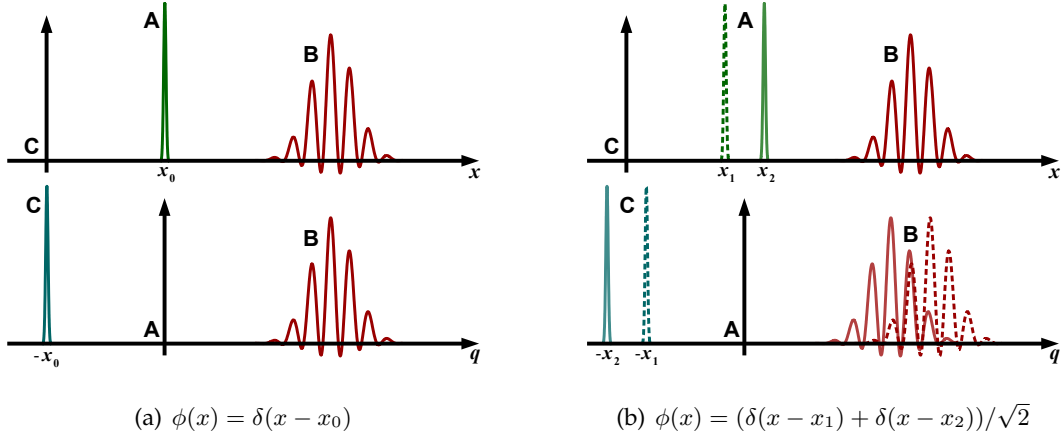 A
B
C
x₀
x
C
B
A
-x₀
q
(a) ϕ(x) = δ(x − x₀)
A
B
C
x₁ x₂
x
C
B
A
-x₂ -x₁
q
(b) ϕ(x) = (δ(x − x₁) + δ(x − x₂))/√2